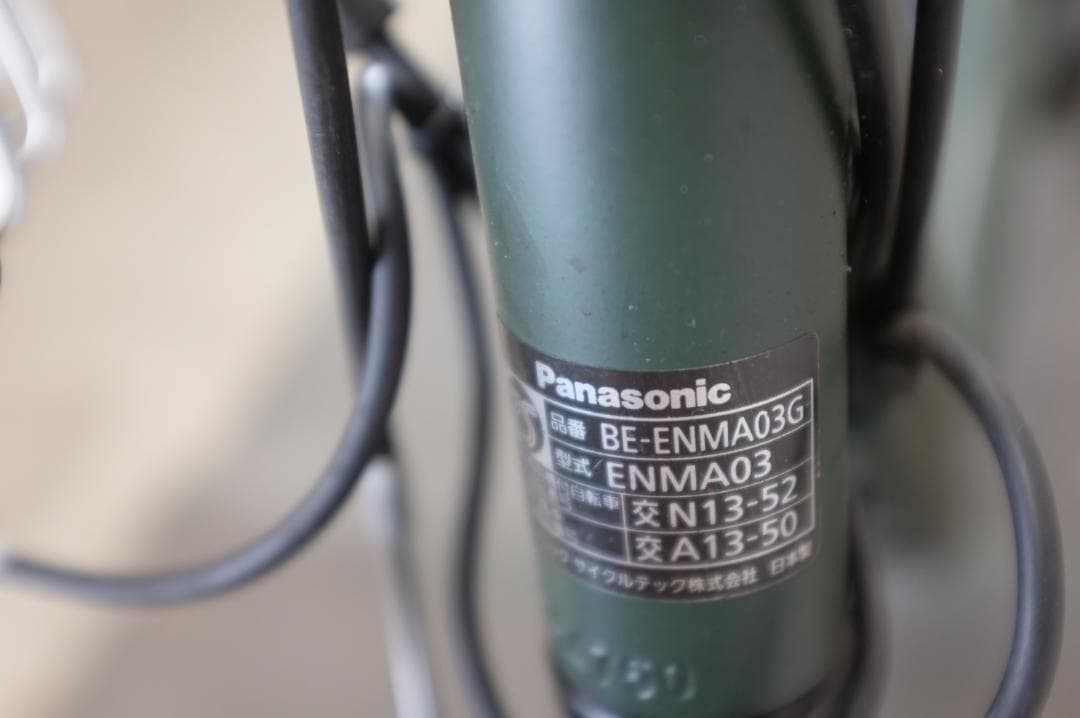 Panasonic
品番 BE-ENMA03G
型式 ENMA03
自転車 交N13-52
交A13-50
サイクルテック株式会社 日本製